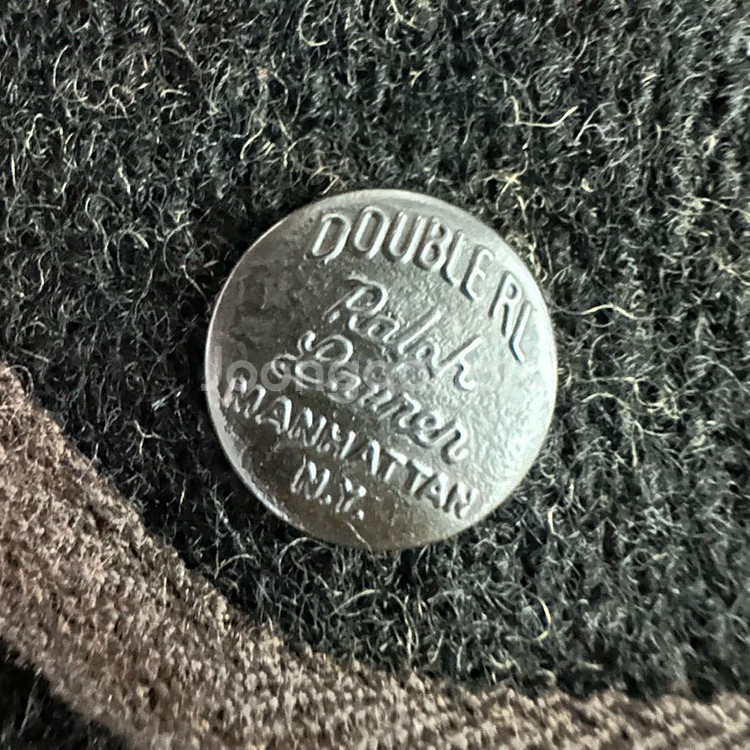 DOUBLE RL
Ralph
Lauren
MANHATTAN
N.Y.